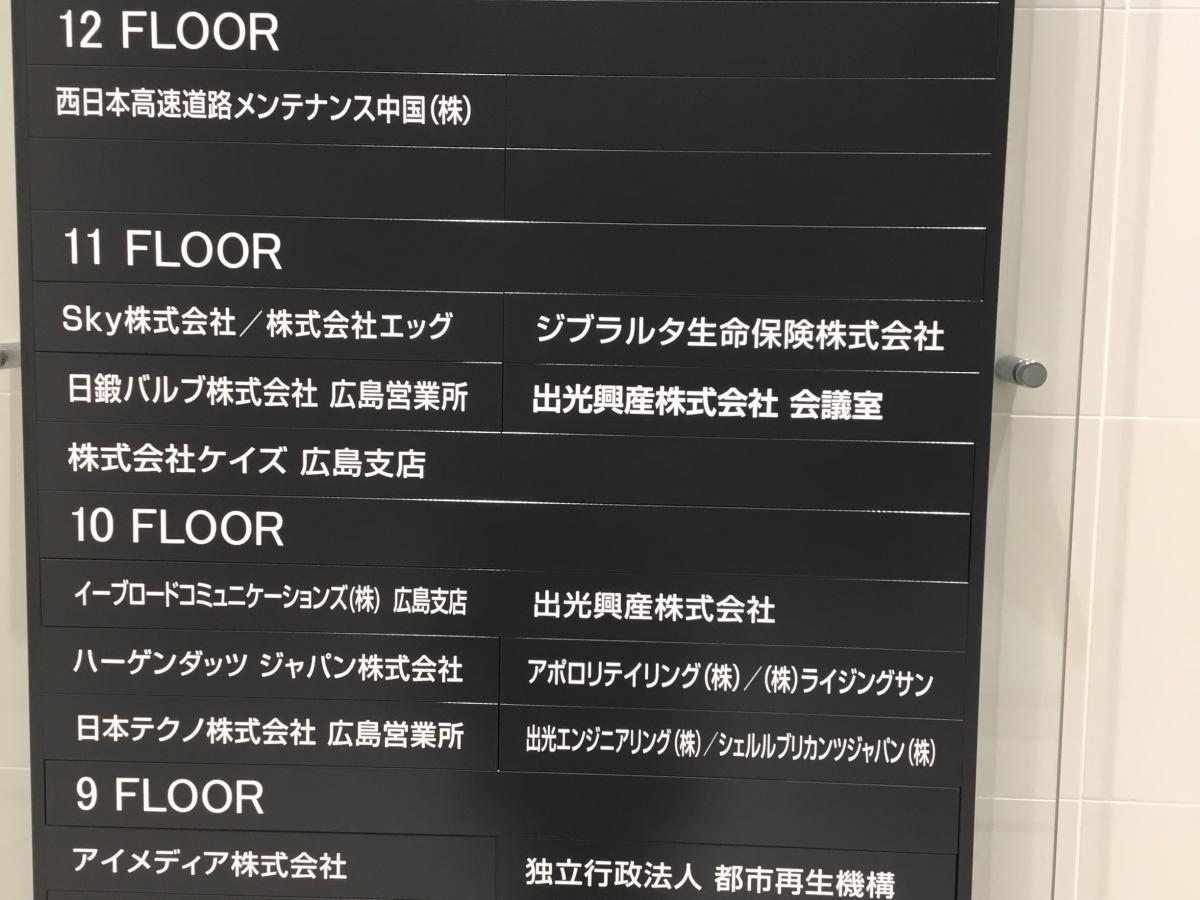 12 FLOOR
西日本高速道路メンテナンス中国(株)
11 FLOOR
Sky株式会社／株式会社エッグ
ジブラルタ生命保険株式会社
日鍛バルブ株式会社 広島営業所
出光興産株式会社 会議室
株式会社ケイズ 広島支店
10 FLOOR
イーブロードコミュニケーションズ(株) 広島支店
出光興産株式会社
ハーゲンダッツ ジャパン株式会社
アポロリテイリング(株)／(株)ライジングサン
日本テクノ株式会社 広島営業所
出光エンジニアリング(株)／シェルルブリカンツジャパン(株)
9 FLOOR
アイメディア株式会社
独立行政法人 都市再生機構